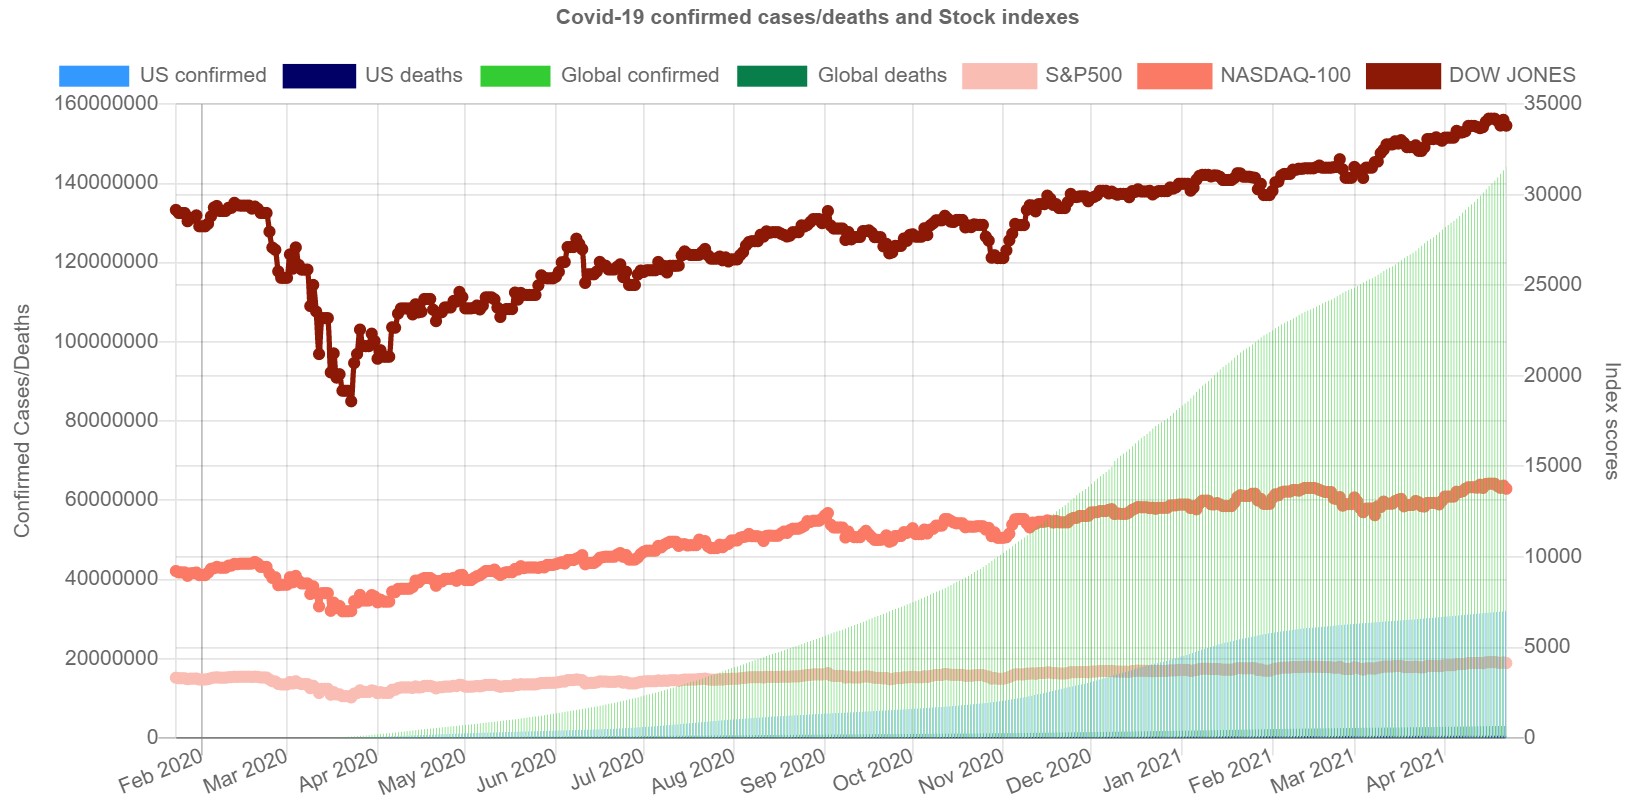 Covid-19 confirmed cases/deaths and Stock indexes
US confirmed US deaths Global confirmed Global deaths S&P500 NASDAQ-100 DOW JONES
160000000 35000
140000000 30000
120000000 25000
100000000 20000
80000000 15000
60000000 10000
40000000 5000
20000000 0
0
Confirmed Cases/Deaths
Index scores
Feb 2020 Mar 2020 Apr 2020 May 2020 Jun 2020 Jul 2020 Aug 2020 Sep 2020 Oct 2020 Nov 2020 Dec 2020 Jan 2021 Feb 2021 Mar 2021 Apr 2021